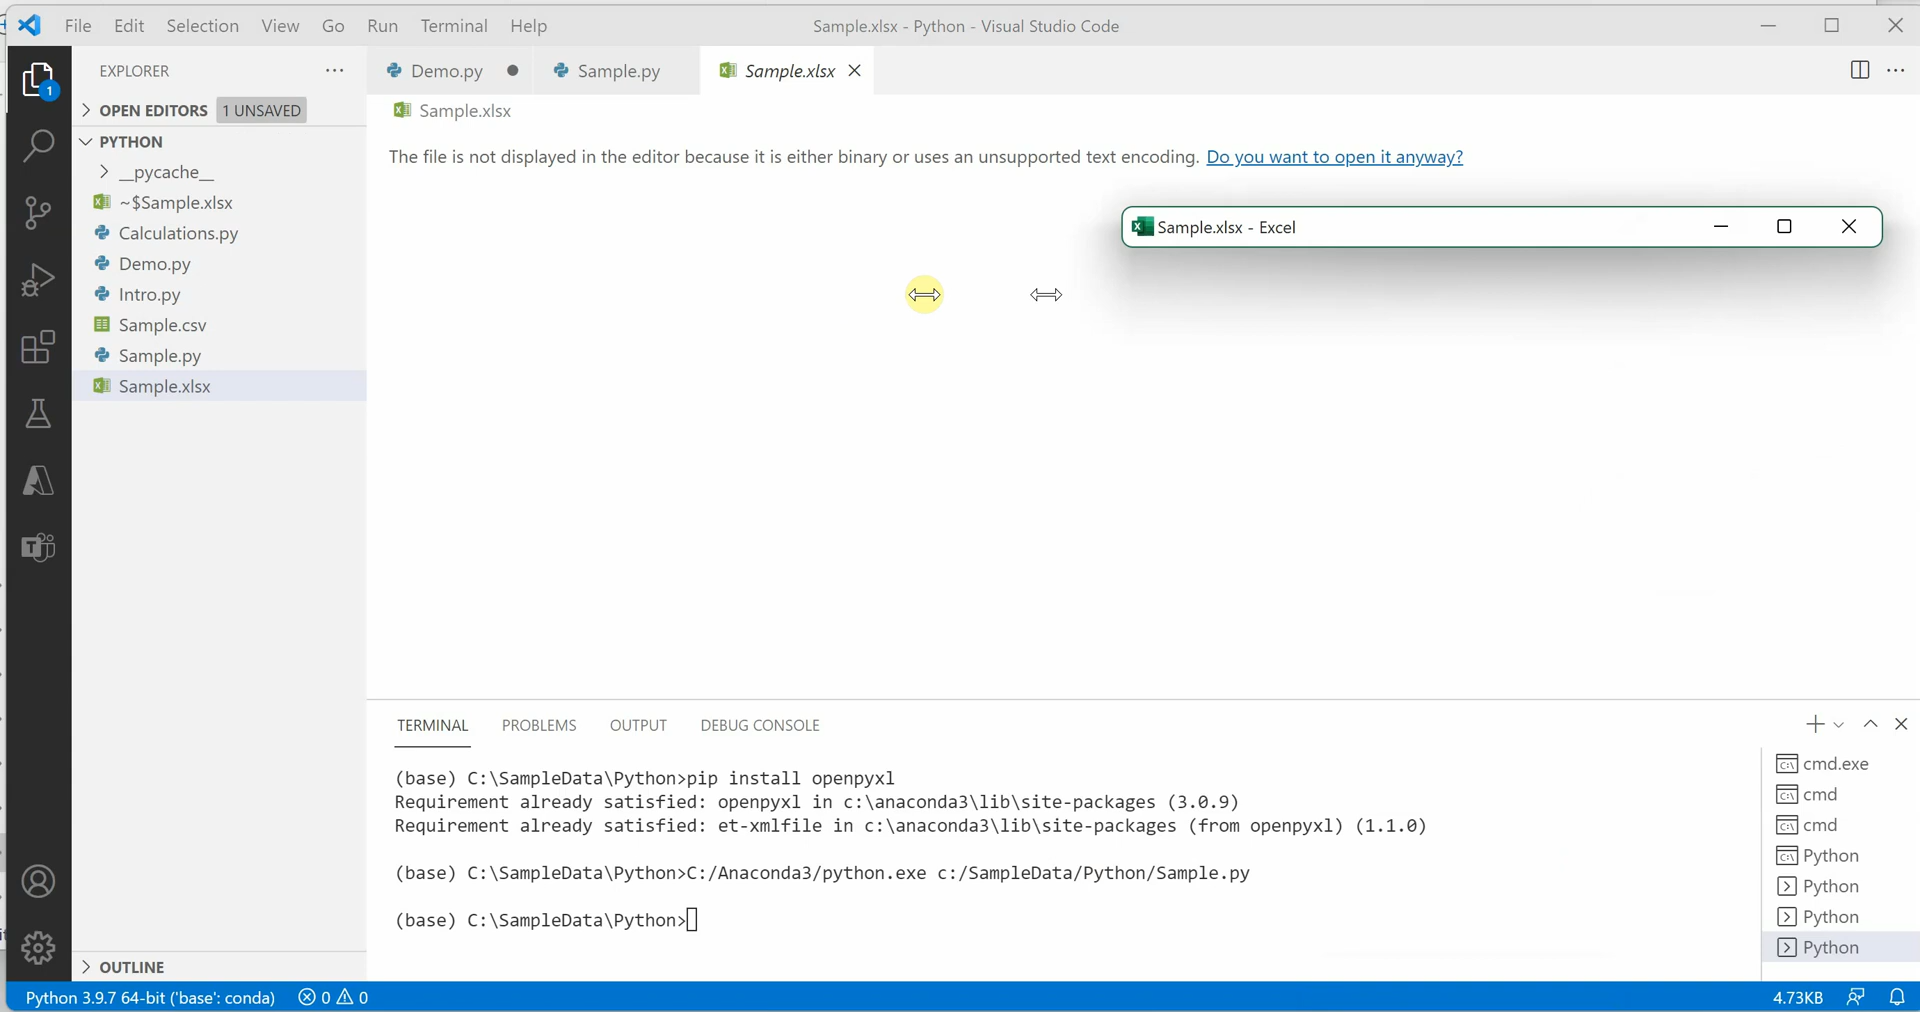 File Edit Selection View Go Run Terminal Help
Sample.xlsx - Python - Visual Studio Code
EXPLORER
1
OPEN EDITORS 1 UNSAVED
PYTHON
__pycache__
~$Sample.xlsx
Calculations.py
Demo.py
Intro.py
Sample.csv
Sample.py
Sample.xlsx
OUTLINE
Demo.py Sample.py Sample.xlsx
Sample.xlsx
The file is not displayed in the editor because it is either binary or uses an unsupported text encoding. Do you want to open it anyway?
Sample.xlsx - Excel
TERMINAL PROBLEMS OUTPUT DEBUG CONSOLE
(base) C:\SampleData\Python>pip install openpyxl
Requirement already satisfied: openpyxl in c:\anaconda3\lib\site-packages (3.0.9)
Requirement already satisfied: et-xmlfile in c:\anaconda3\lib\site-packages (from openpyxl) (1.1.0)
(base) C:\SampleData\Python>C:/Anaconda3/python.exe c:/SampleData/Python/Sample.py
(base) C:\SampleData\Python>
cmd.exe
cmd
cmd
Python
Python
Python
Python
Python 3.9.7 64-bit ('base': conda) 0 0 4.73KB